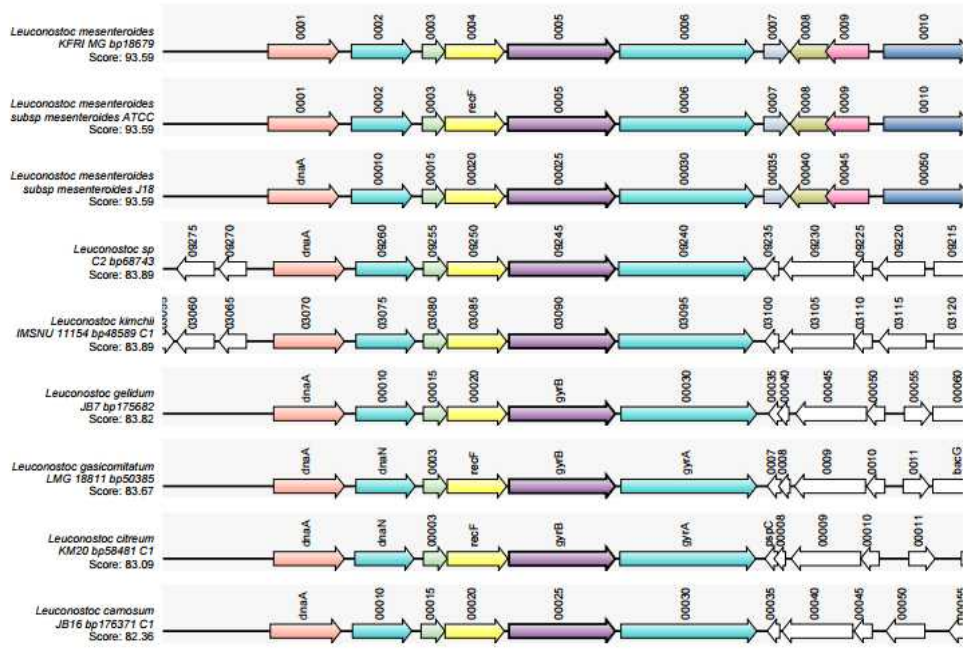 Leuconostoc mesenteroides
KFRI MG bp18679
Score: 93.59
0001 0002 0003 0004 0005 0006 0007 0008 0009 0010
Leuconostoc mesenteroides
subsp mesenteroides ATCC
Score: 93.59
0001 0002 0003 recF 0005 0006 0007 0008 0009 0010
Leuconostoc mesenteroides
subsp mesenteroides J18
Score: 93.59
dnaA 00010 00015 00020 00025 00030 00035 00040 00045 00050
Leuconostoc sp
C2 bp68743
Score: 83.89
09275 09270 dnaA 09260 09255 09250 09245 09240 09235 09230 09225 09220 09215
Leuconostoc kimchii
IMSNU 11154 bp48589 C1
Score: 83.89
03060 03065 03070 03075 03080 03085 03090 03095 03100 03105 03110 03115 03120
Leuconostoc gelidum
JB7 bp175682
Score: 83.82
dnaA 00010 00015 00020 gyrB 00030 00035 00040 00045 00050 00055 00060
Leuconostoc gasicomitatum
LMG 18811 bp50385
Score: 83.67
dnaA dnaN 0003 recF gyrB gyrA 0007 0008 0009 0010 0011 bacG
Leuconostoc citreum
KM20 bp58481 C1
Score: 83.09
dnaA dnaN 00003 recF gyrB gyrA 00008 00009 00010 00011
Leuconostoc carnosum
JB16 bp176371 C1
Score: 82.36
dnaA 00010 00015 00020 00025 00030 00035 00040 00045 00050 00055